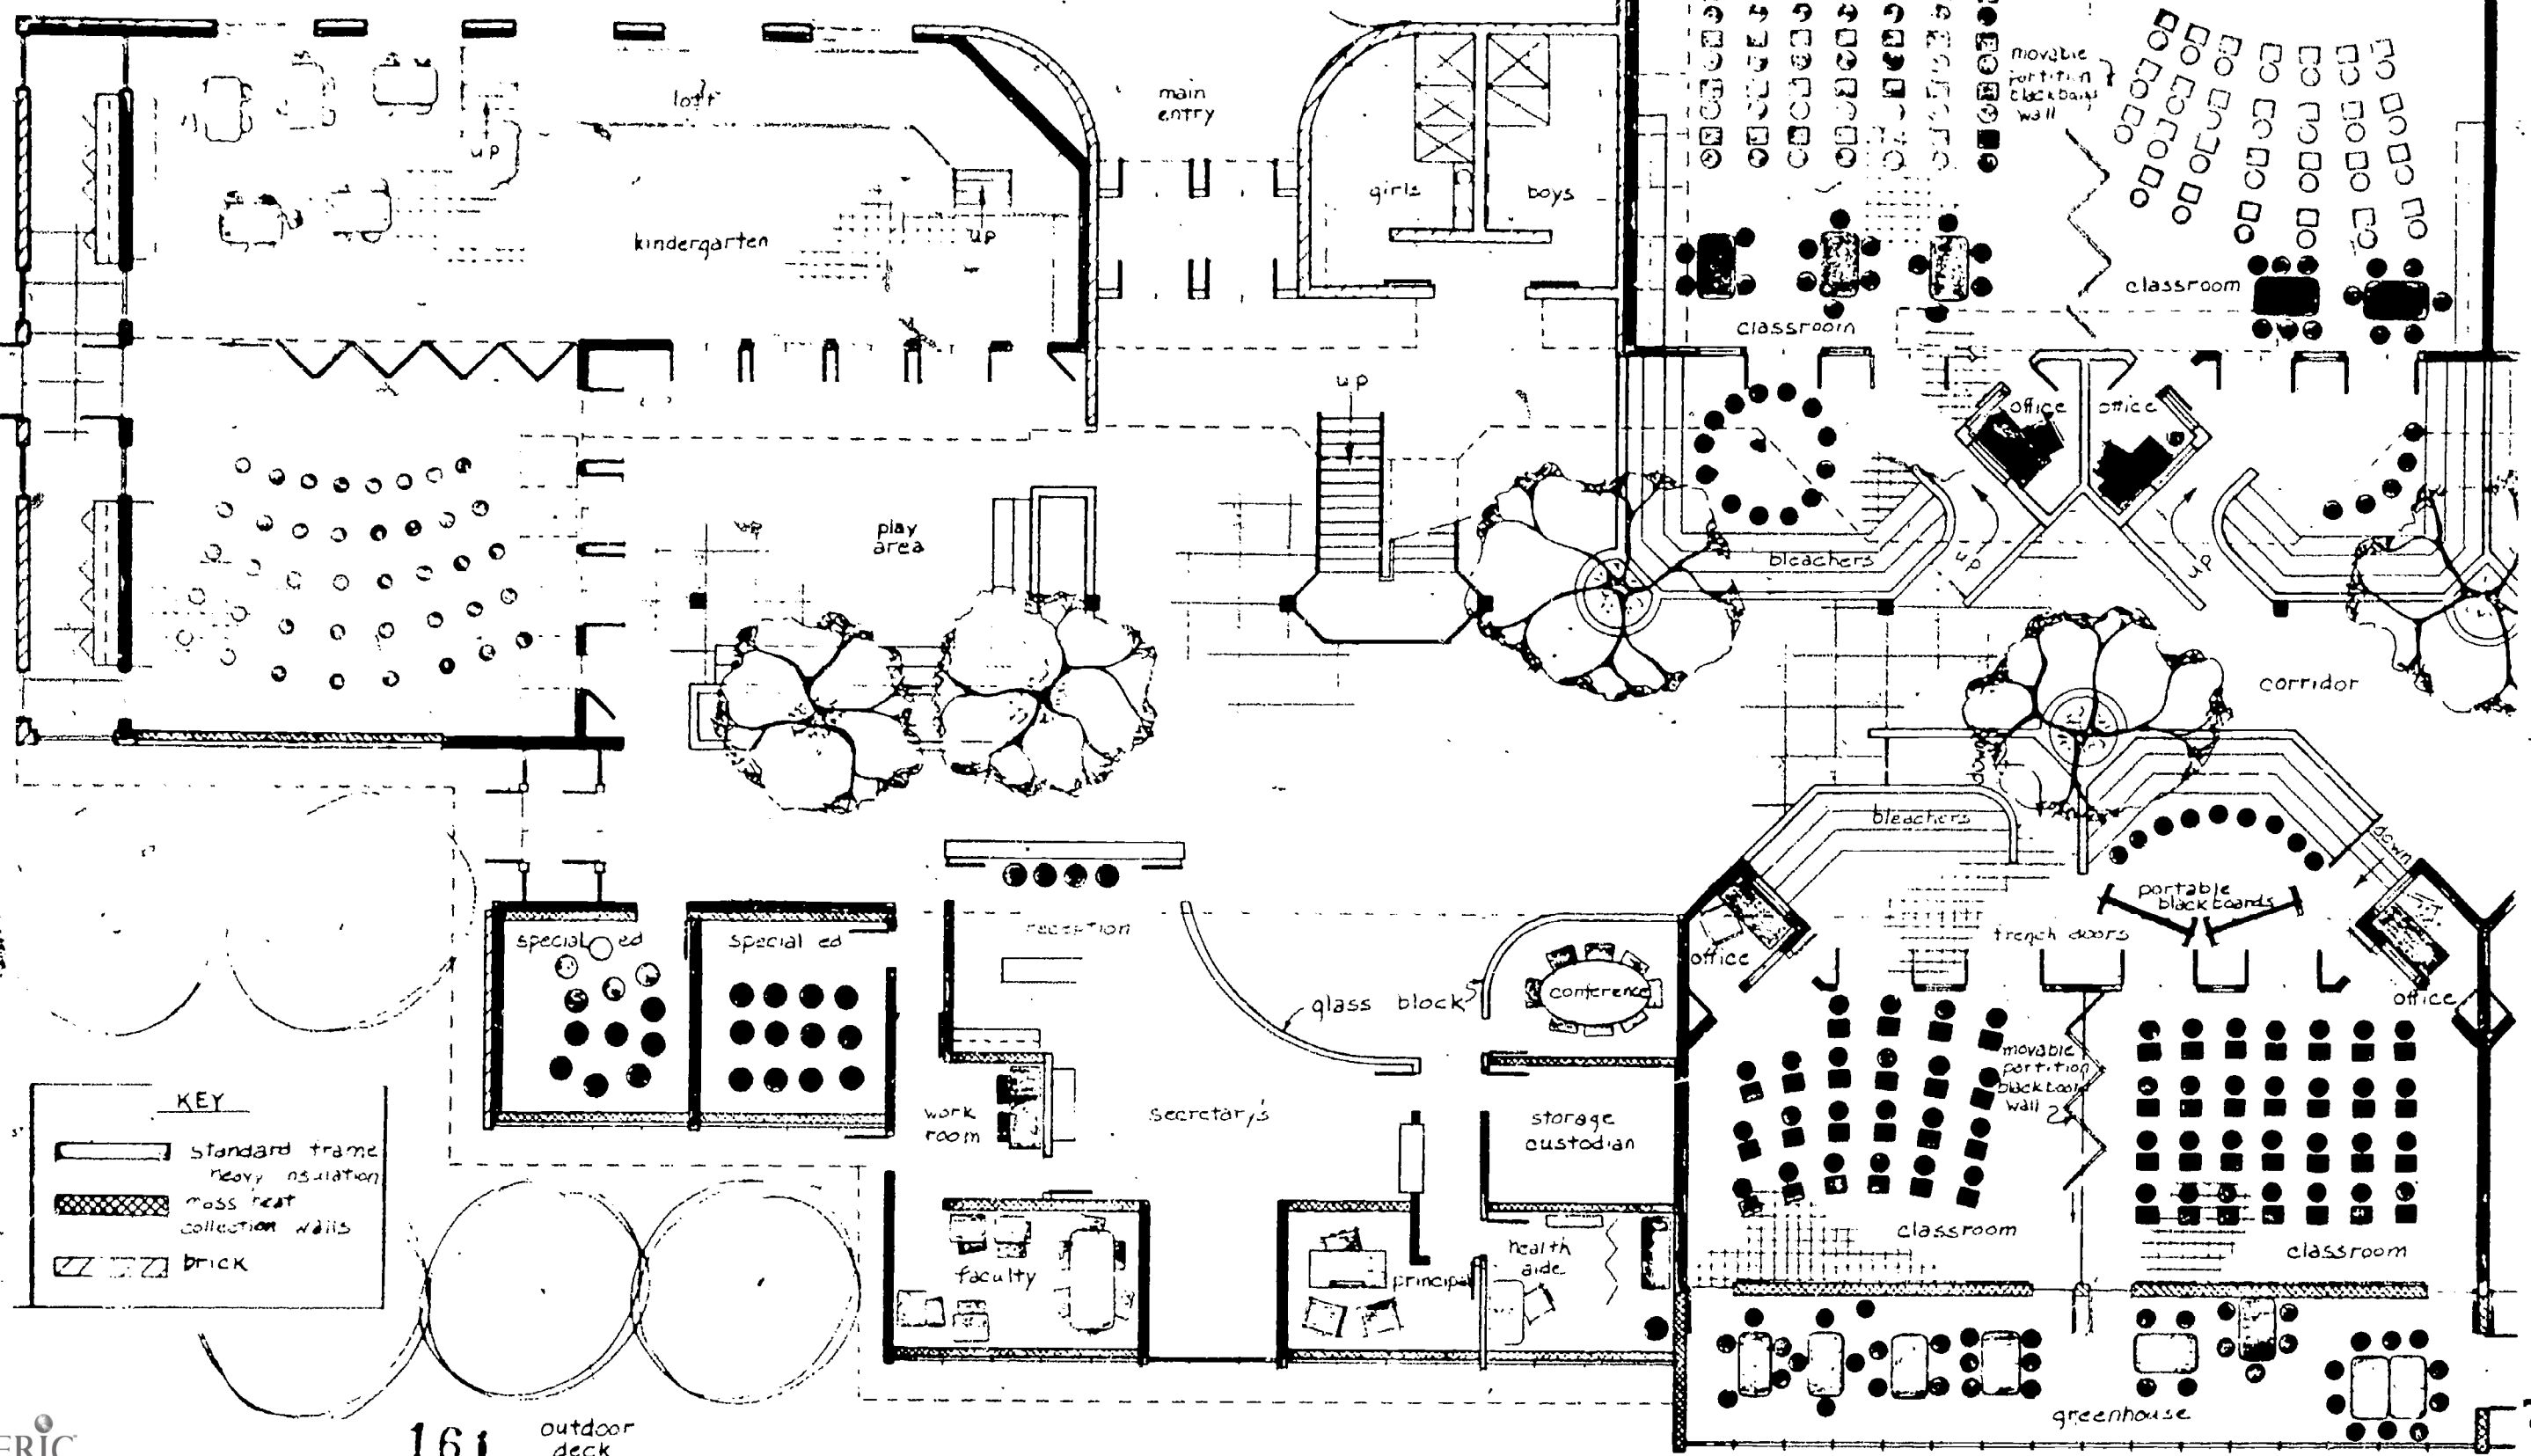 loft
main
entry
movable
partition
blackboard
wall
up
girls
boys
kindergarten
up
classroom
classroom
up
office
office
play
area
up
bleachers
up
up
corridor
down
bleachers
down
portable
blackboards
special ed
special ed
reception
french doors
office
glass block
conference
office
movable
partition
blackboard
wall
KEY
work
room
secretary's
storage
custodian
standard frame
heavy insulation
mass heat
collection walls
brick
classroom
classroom
health
aide
faculty
principal
greenhouse
161
outdoor
deck
ERIC